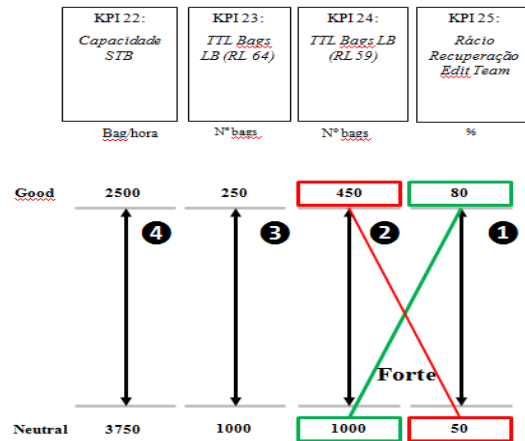 KPI 22: KPI 23: KPI 24: KPI 25:
Capacidade TTL Bags TTL Bags LB Rácio
STB LB (RL 64) (RL 59) Recuperação
Edit Team
Bag/hora Nº bags Nº bags %
Good 2500 250 450 80
4 3 2 1
Forte
Neutral 3750 1000 1000 50